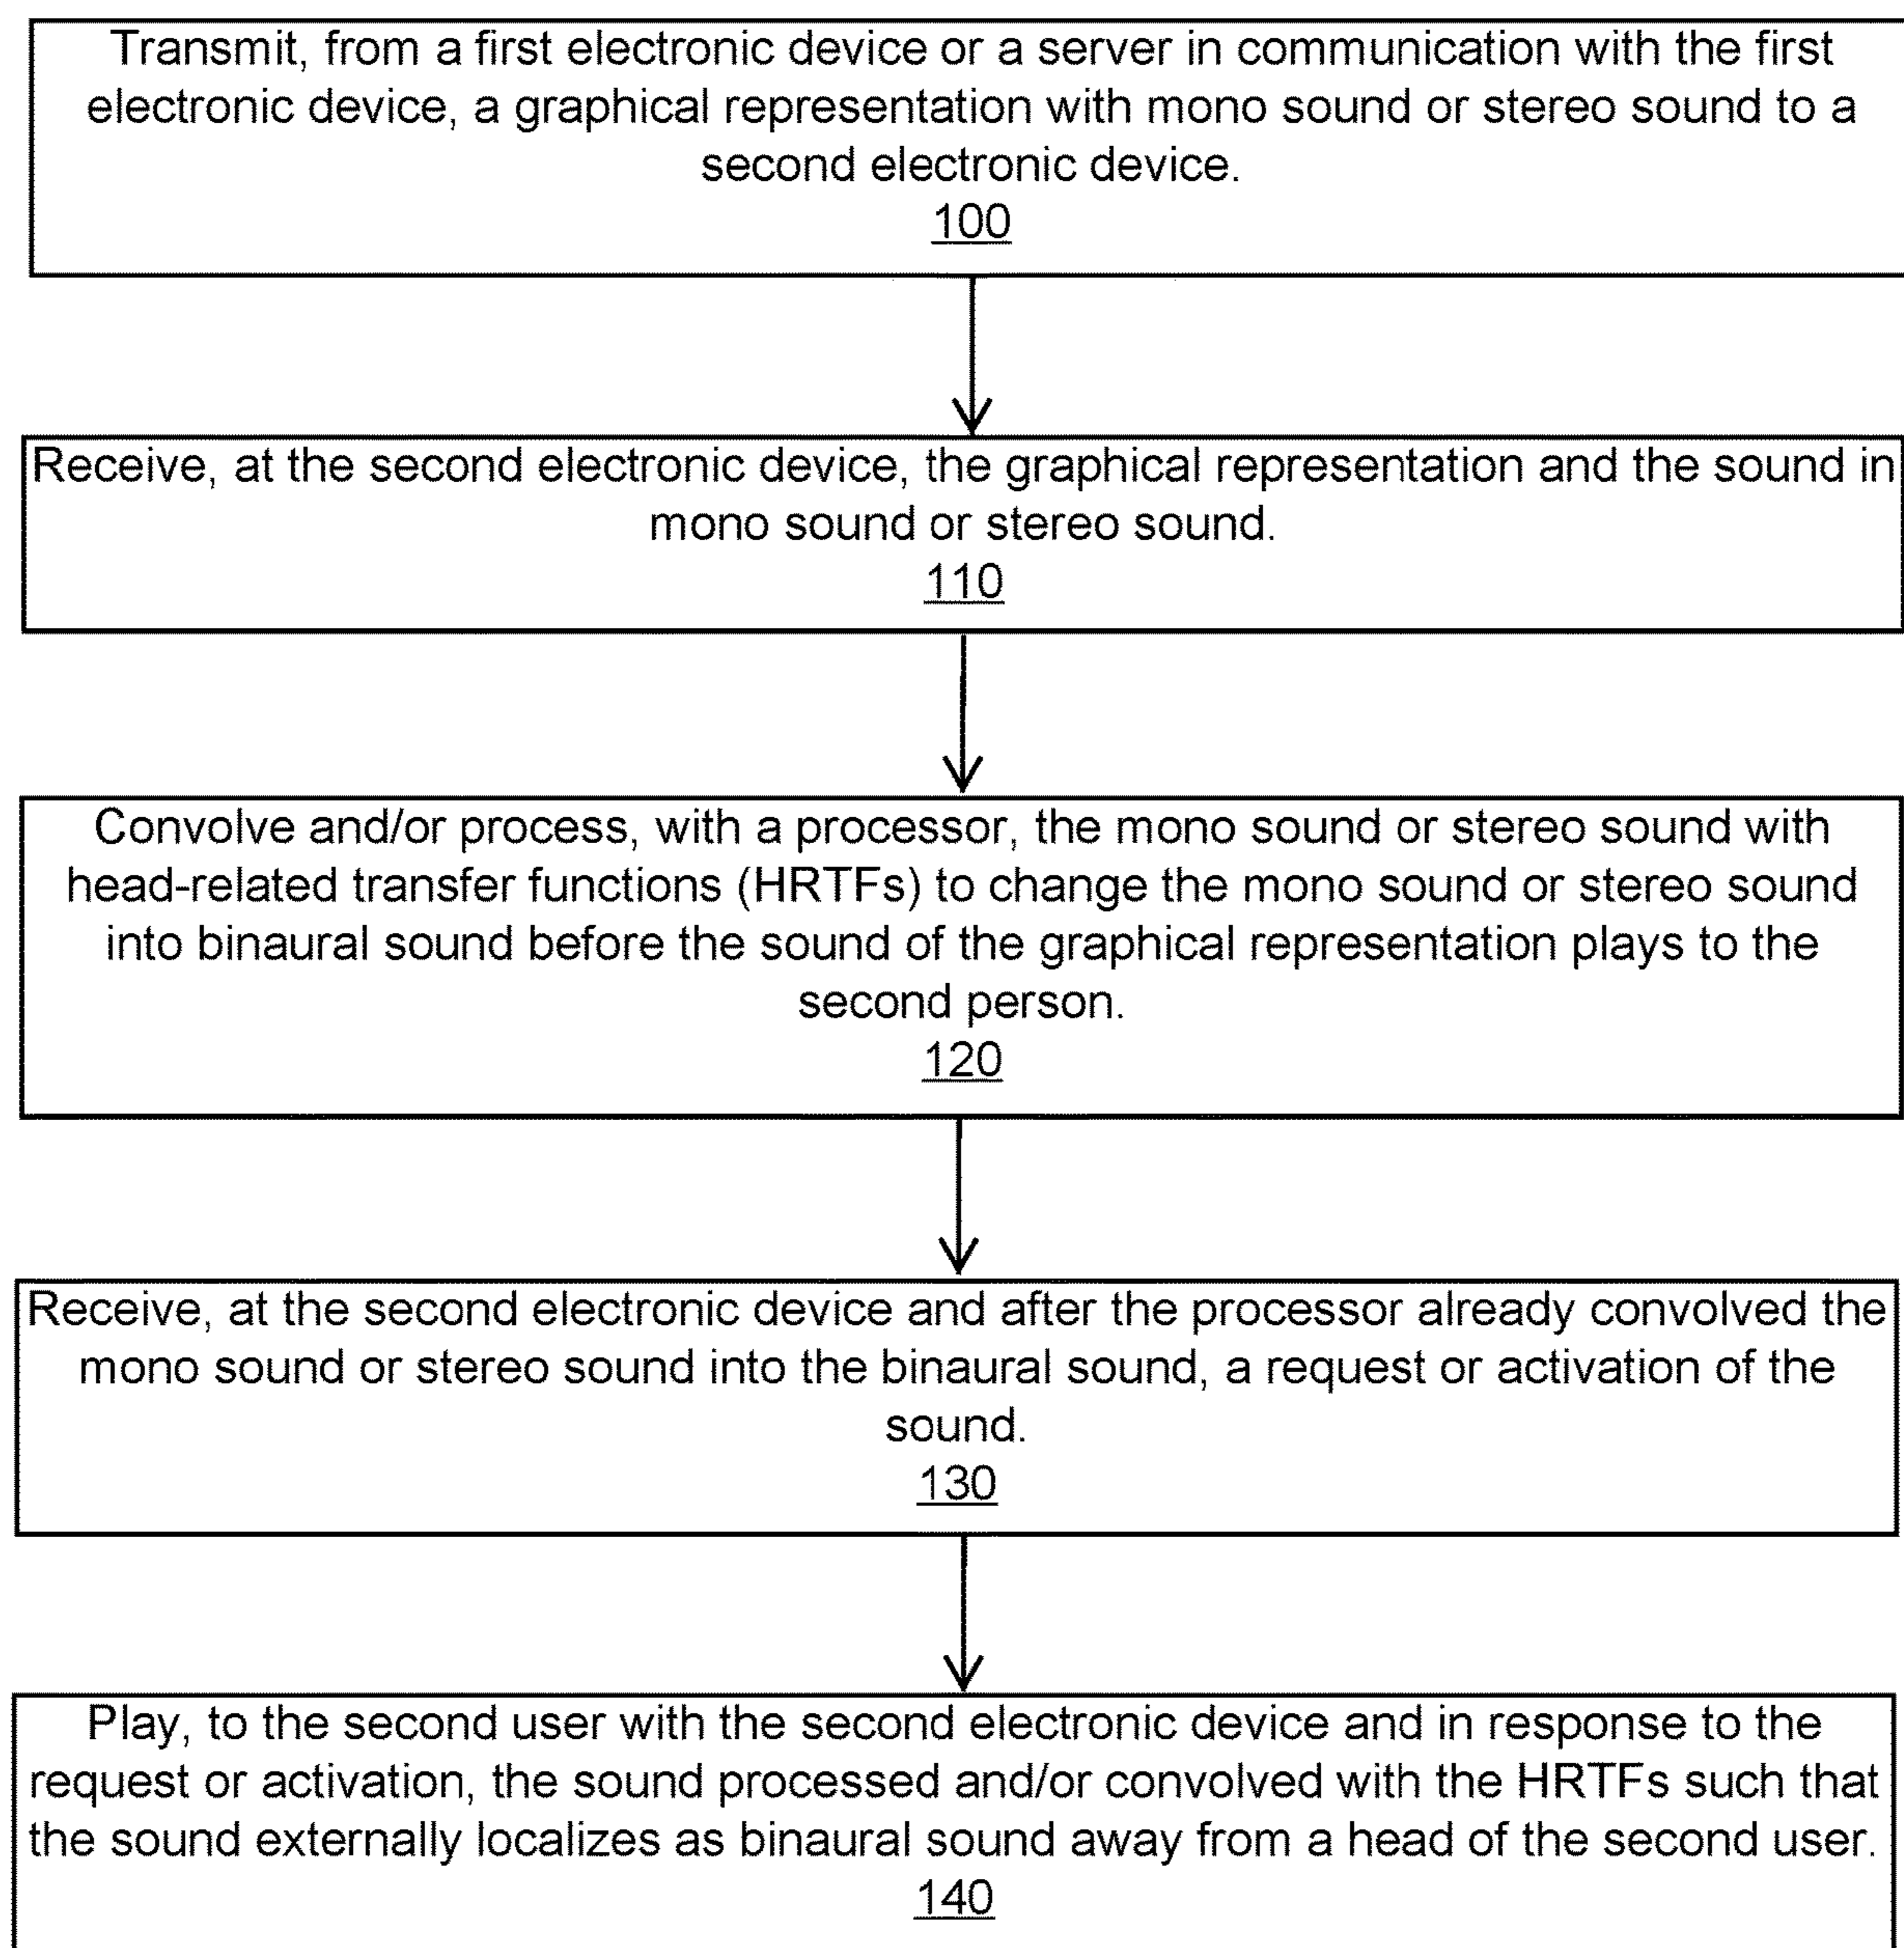 Transmit, from a first electronic device or a server in communication with the first
electronic device, a graphical representation with mono sound or stereo sound to a
second electronic device.
100
Receive, at the second electronic device, the graphical representation and the sound in
mono sound or stereo sound.
110
Convolve and/or process, with a processor, the mono sound or stereo sound with
head-related transfer functions (HRTFs) to change the mono sound or stereo sound
into binaural sound before the sound of the graphical representation plays to the
second person.
120
Receive, at the second electronic device and after the processor already convolved the
mono sound or stereo sound into the binaural sound, a request or activation of the
sound.
130
Play, to the second user with the second electronic device and in response to the
request or activation, the sound processed and/or convolved with the HRTFs such that
the sound externally localizes as binaural sound away from a head of the second user.
140